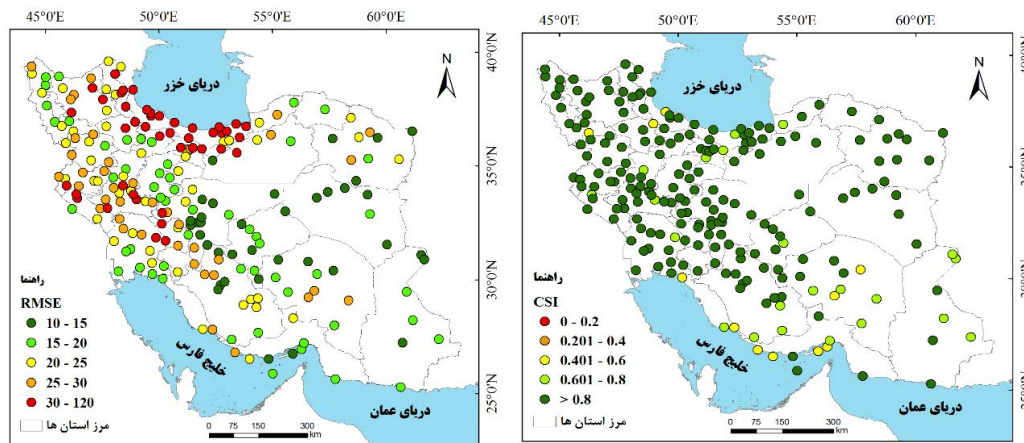 45°0'E 50°0'E 55°0'E 60°0'E
40°0'N
35°0'N
30°0'N
25°0'N
N
دریای خزر
خلیج فارس
دریای عمان
راهنما
RMSE
10 - 15
15 - 20
20 - 25
25 - 30
30 - 120
مرز استان ها
0 75 150 300
km
45°0'E 50°0'E 55°0'E 60°0'E
N
دریای خزر
خلیج فارس
دریای عمان
راهنما
CSI
0 - 0.2
0.201 - 0.4
0.401 - 0.6
0.601 - 0.8
> 0.8
مرز استان ها
0 75 150 300
km